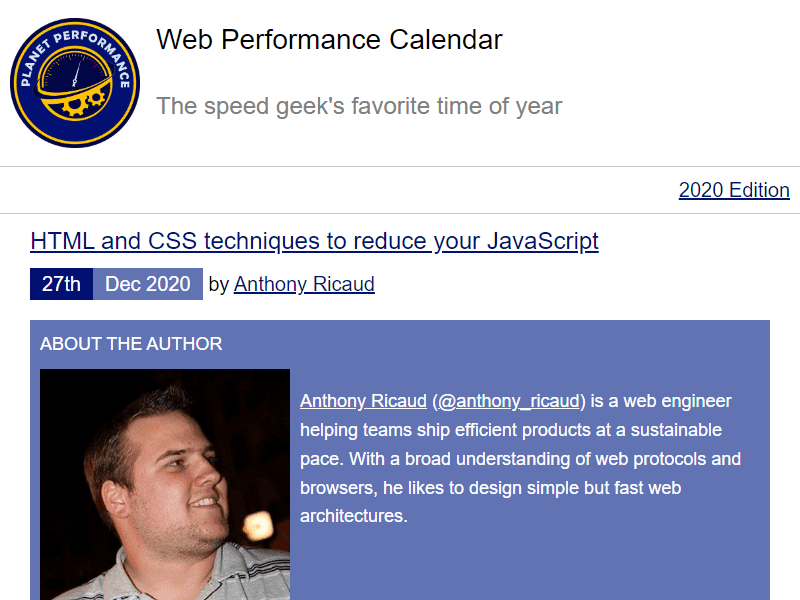 PLANET PERFORMANCE
Web Performance Calendar
The speed geek's favorite time of year
2020 Edition
HTML and CSS techniques to reduce your JavaScript
27th Dec 2020 by Anthony Ricaud
ABOUT THE AUTHOR
Anthony Ricaud (@anthony_ricaud) is a web engineer
helping teams ship efficient products at a sustainable
pace. With a broad understanding of web protocols and
browsers, he likes to design simple but fast web
architectures.